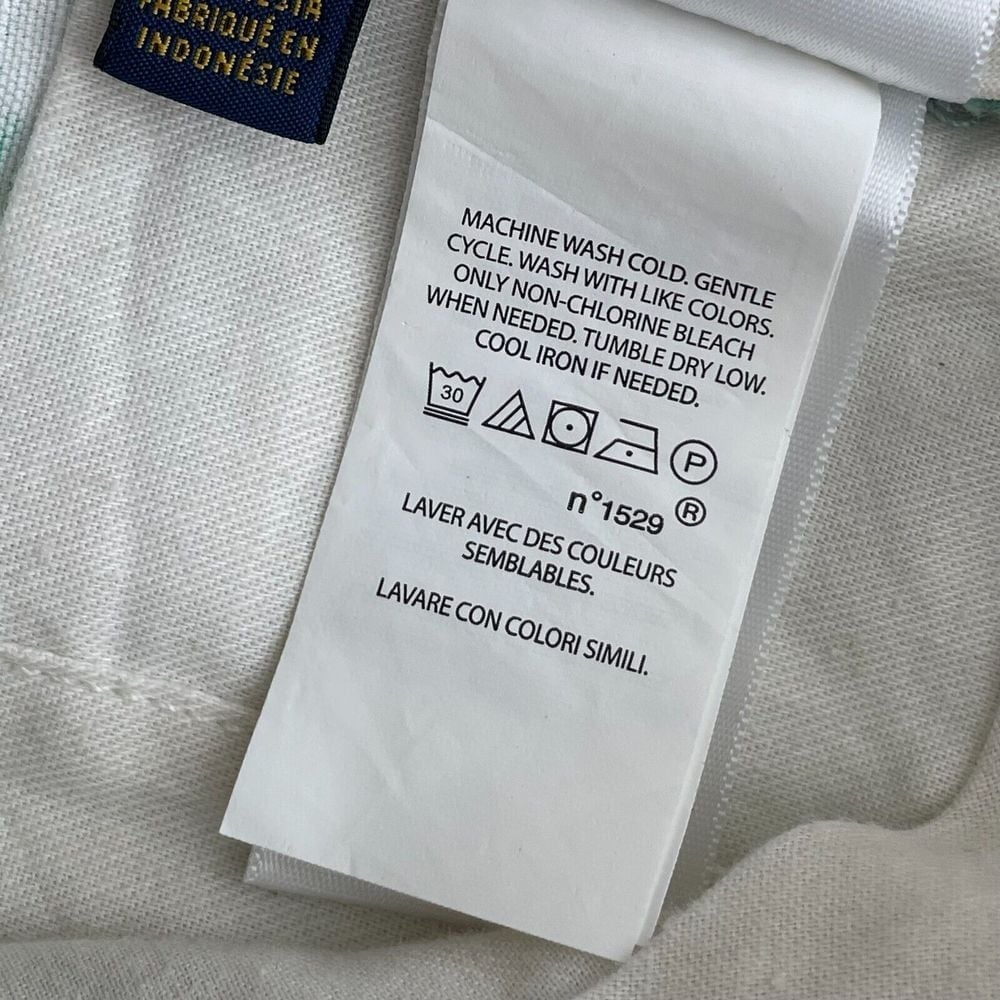 FABRIQUÉ EN
INDONÉSIE
MACHINE WASH COLD. GENTLE
CYCLE. WASH WITH LIKE COLORS.
ONLY NON-CHLORINE BLEACH
WHEN NEEDED. TUMBLE DRY LOW.
COOL IRON IF NEEDED.
30 P
n°1529 ®
LAVER AVEC DES COULEURS
SEMBLABLES.
LAVARE CON COLORI SIMILI.